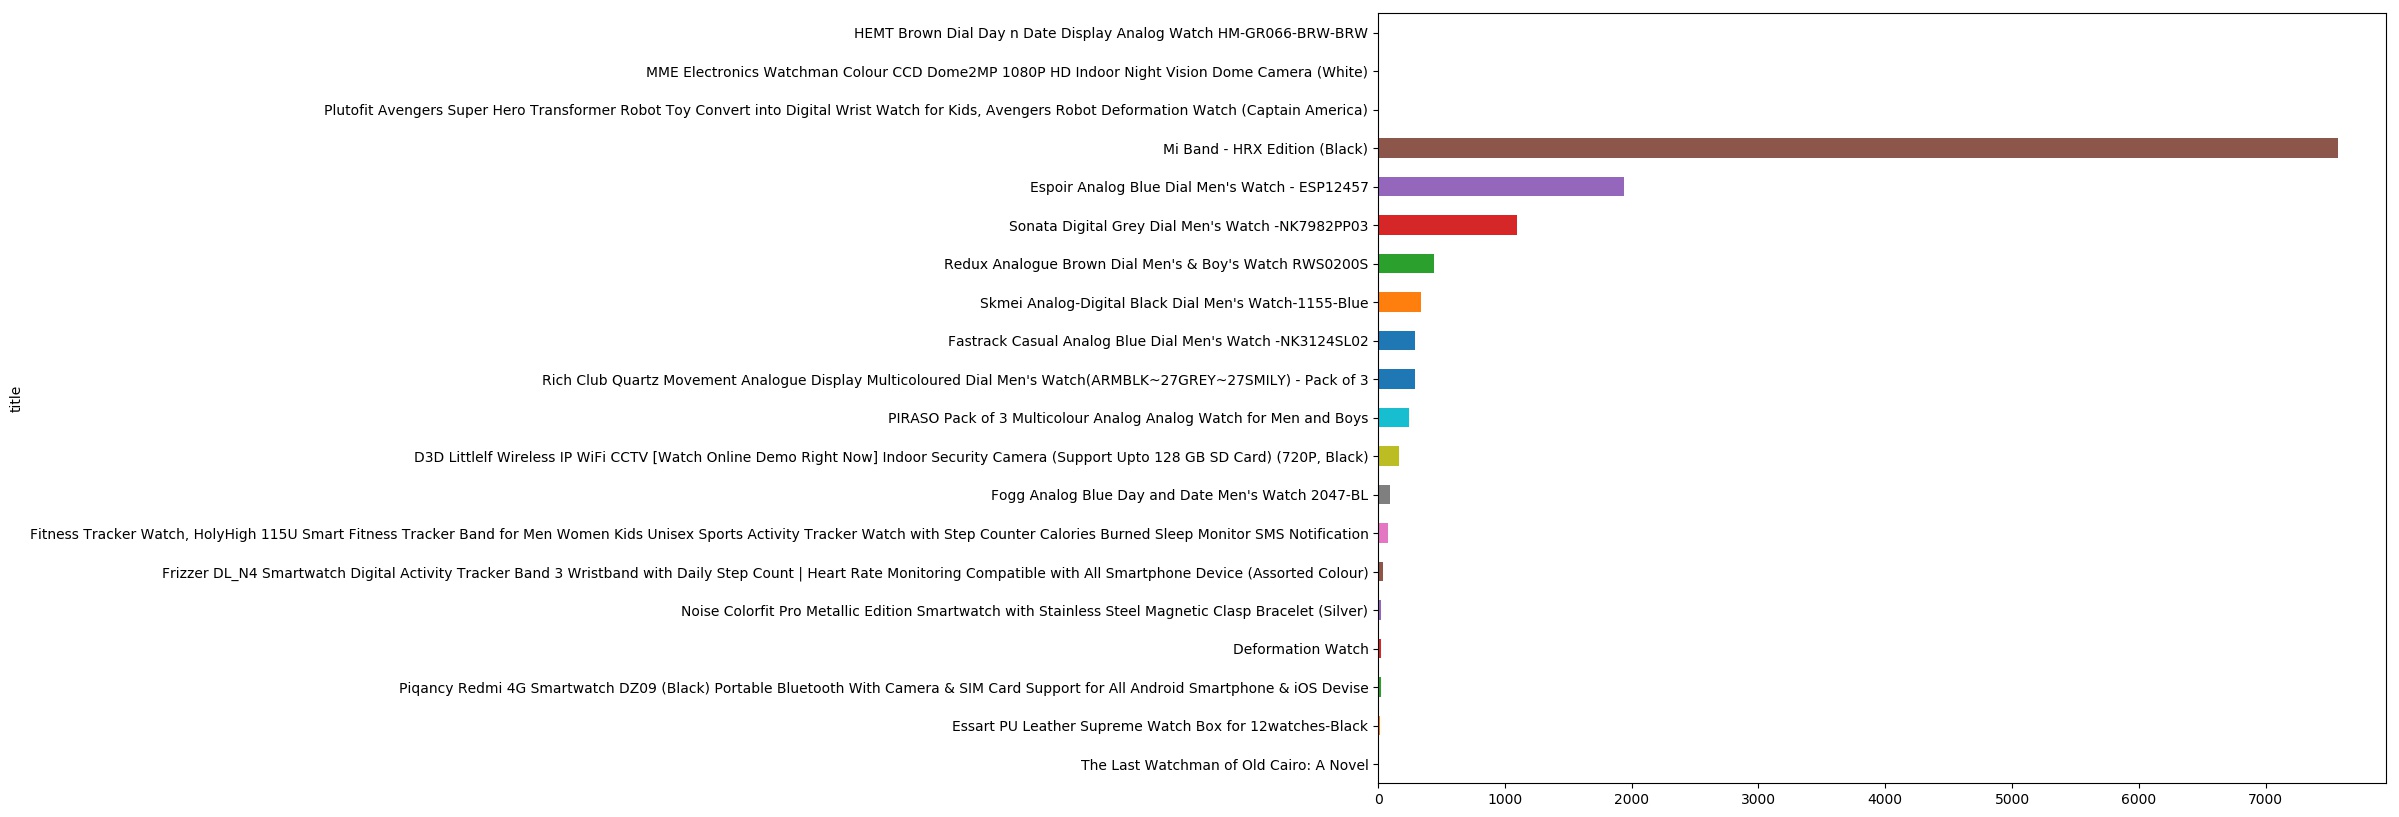 HEMT Brown Dial Day n Date Display Analog Watch HM-GR066-BRW-BRW
MME Electronics Watchman Colour CCD Dome2MP 1080P HD Indoor Night Vision Dome Camera (White)
Plutofit Avengers Super Hero Transformer Robot Toy Convert into Digital Wrist Watch for Kids, Avengers Robot Deformation Watch (Captain America)
Mi Band - HRX Edition (Black)
Espoir Analog Blue Dial Men's Watch - ESP12457
Sonata Digital Grey Dial Men's Watch -NK7982PP03
Redux Analogue Brown Dial Men's & Boy's Watch RWS0200S
Skmei Analog-Digital Black Dial Men's Watch-1155-Blue
Fastrack Casual Analog Blue Dial Men's Watch -NK3124SL02
Rich Club Quartz Movement Analogue Display Multicoloured Dial Men's Watch(ARMBLK~27GREY~27SMILY) - Pack of 3
PIRASO Pack of 3 Multicolour Analog Analog Watch for Men and Boys
D3D Littlelf Wireless IP WiFi CCTV [Watch Online Demo Right Now] Indoor Security Camera (Support Upto 128 GB SD Card) (720P, Black)
Fogg Analog Blue Day and Date Men's Watch 2047-BL
Fitness Tracker Watch, HolyHigh 115U Smart Fitness Tracker Band for Men Women Kids Unisex Sports Activity Tracker Watch with Step Counter Calories Burned Sleep Monitor SMS Notification
Frizzer DL_N4 Smartwatch Digital Activity Tracker Band 3 Wristband with Daily Step Count | Heart Rate Monitoring Compatible with All Smartphone Device (Assorted Colour)
Noise Colorfit Pro Metallic Edition Smartwatch with Stainless Steel Magnetic Clasp Bracelet (Silver)
Deformation Watch
Piqancy Redmi 4G Smartwatch DZ09 (Black) Portable Bluetooth With Camera & SIM Card Support for All Android Smartphone & iOS Devise
Essart PU Leather Supreme Watch Box for 12watches-Black
The Last Watchman of Old Cairo: A Novel
title
0 1000 2000 3000 4000 5000 6000 7000